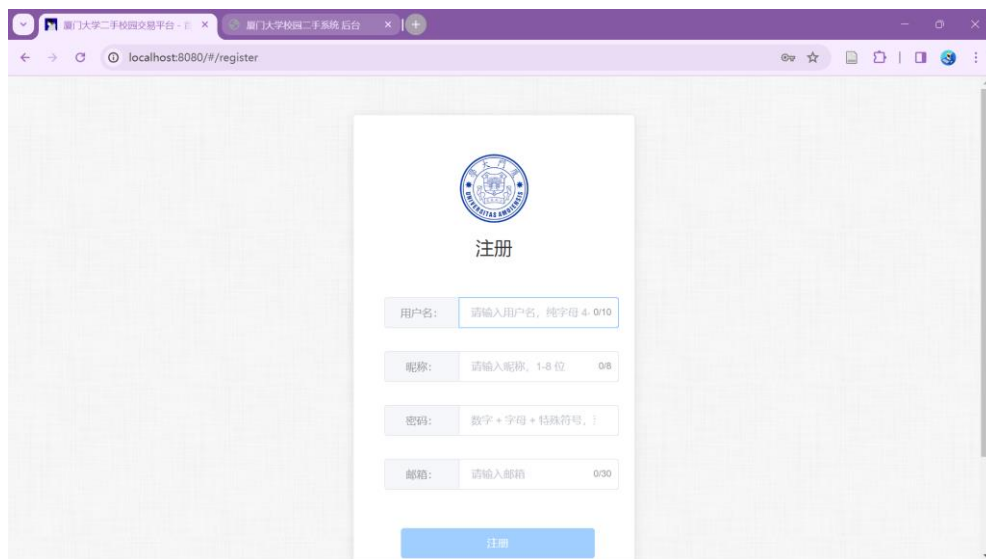 厦门大学二手校园交易平台 -
厦门大学校园二手系统 后台
localhost:8080/#/register
UNIVERSITAS AMOIENSIS
注册
用户名: 请输入用户名，纯字母 4- 0/10
昵称: 请输入昵称，1-8 位 0/8
密码: 数字 + 字母 + 特殊符号，
邮箱: 请输入邮箱 0/30
注册